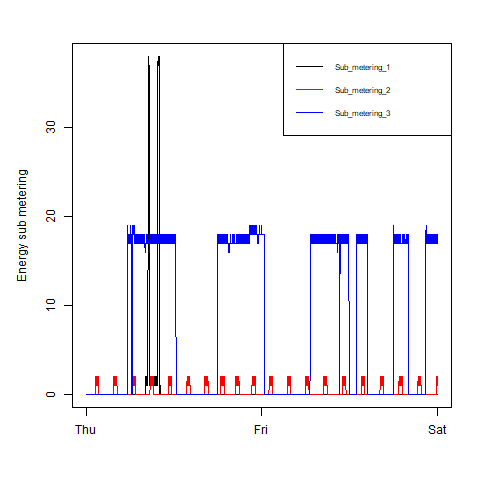 Sub_metering_1
Sub_metering_2
Sub_metering_3
Energy sub metering
30
20
10
0
Thu Fri Sat